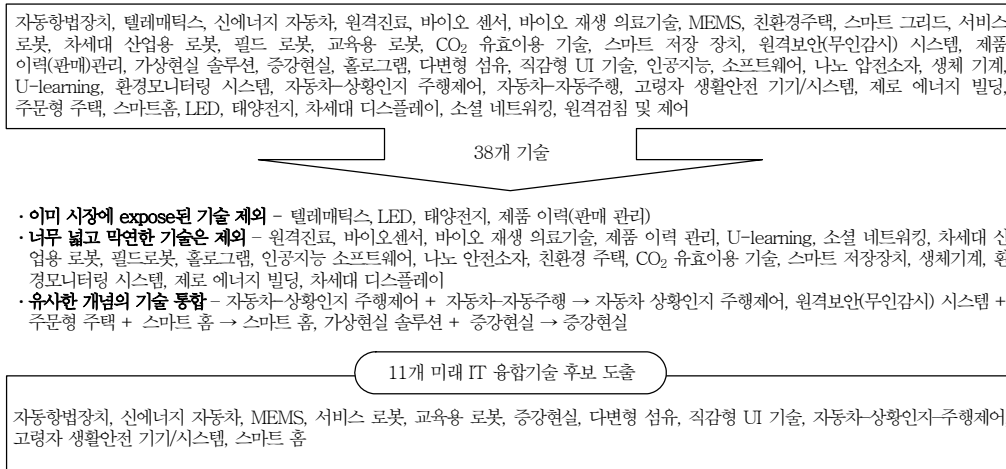 자동항법장치, 텔레매틱스, 신에너지 자동차, 원격진료, 바이오 센서, 바이오 재생 의료기술, MEMS, 친환경주택, 스마트 그리드, 서비스
로봇, 차세대 산업용 로봇, 필드 로봇, 교육용 로봇, CO₂ 유효이용 기술, 스마트 저장 장치, 원격보안(무인감시) 시스템, 제품
이력(판매)관리, 가상현실 솔루션, 증강현실, 홀로그램, 다변형 섬유, 직감형 UI 기술, 인공지능, 소프트웨어, 나노 압전소자, 생체 기계,
U-learning, 환경모니터링 시스템, 자동차-상황인지 주행제어, 자동차-자동주행, 고령자 생활안전 기기/시스템, 제로 에너지 빌딩,
주문형 주택, 스마트홈, LED, 태양전지, 차세대 디스플레이, 소셜 네트워킹, 원격검침 및 제어
38개 기술
· 이미 시장에 expose된 기술 제외 - 텔레매틱스, LED, 태양전지, 제품 이력(판매 관리)
· 너무 넓고 막연한 기술은 제외 - 원격진료, 바이오센서, 바이오 재생 의료기술, 제품 이력 관리, U-learning, 소셜 네트워킹, 차세대 산
업용 로봇, 필드로봇, 홀로그램, 인공지능 소프트웨어, 나노 안전소자, 친환경 주택, CO₂ 유효이용 기술, 스마트 저장장치, 생체기계, 환
경모니터링 시스템, 제로 에너지 빌딩, 차세대 디스플레이
· 유사한 개념의 기술 통합 - 자동차-상황인지 주행제어 + 자동차-자동주행 → 자동차 상황인지 주행제어, 원격보안(무인감시) 시스템 +
주문형 주택 + 스마트 홈 → 스마트 홈, 가상현실 솔루션 + 증강현실 → 증강현실
11개 미래 IT 융합기술 후보 도출
자동항법장치, 신에너지 자동차, MEMS, 서비스 로봇, 교육용 로봇, 증강현실, 다변형 섬유, 직감형 UI 기술, 자동차-상황인지-주행제어
고령자 생활안전 기기/시스템, 스마트 홈